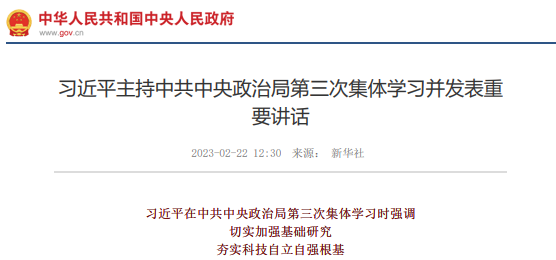 中华人民共和国中央人民政府
www.gov.cn
习近平主持中共中央政治局第三次集体学习并发表重
要讲话
2023-02-22 12:30 来源： 新华社
习近平在中共中央政治局第三次集体学习时强调
切实加强基础研究
夯实科技自立自强根基